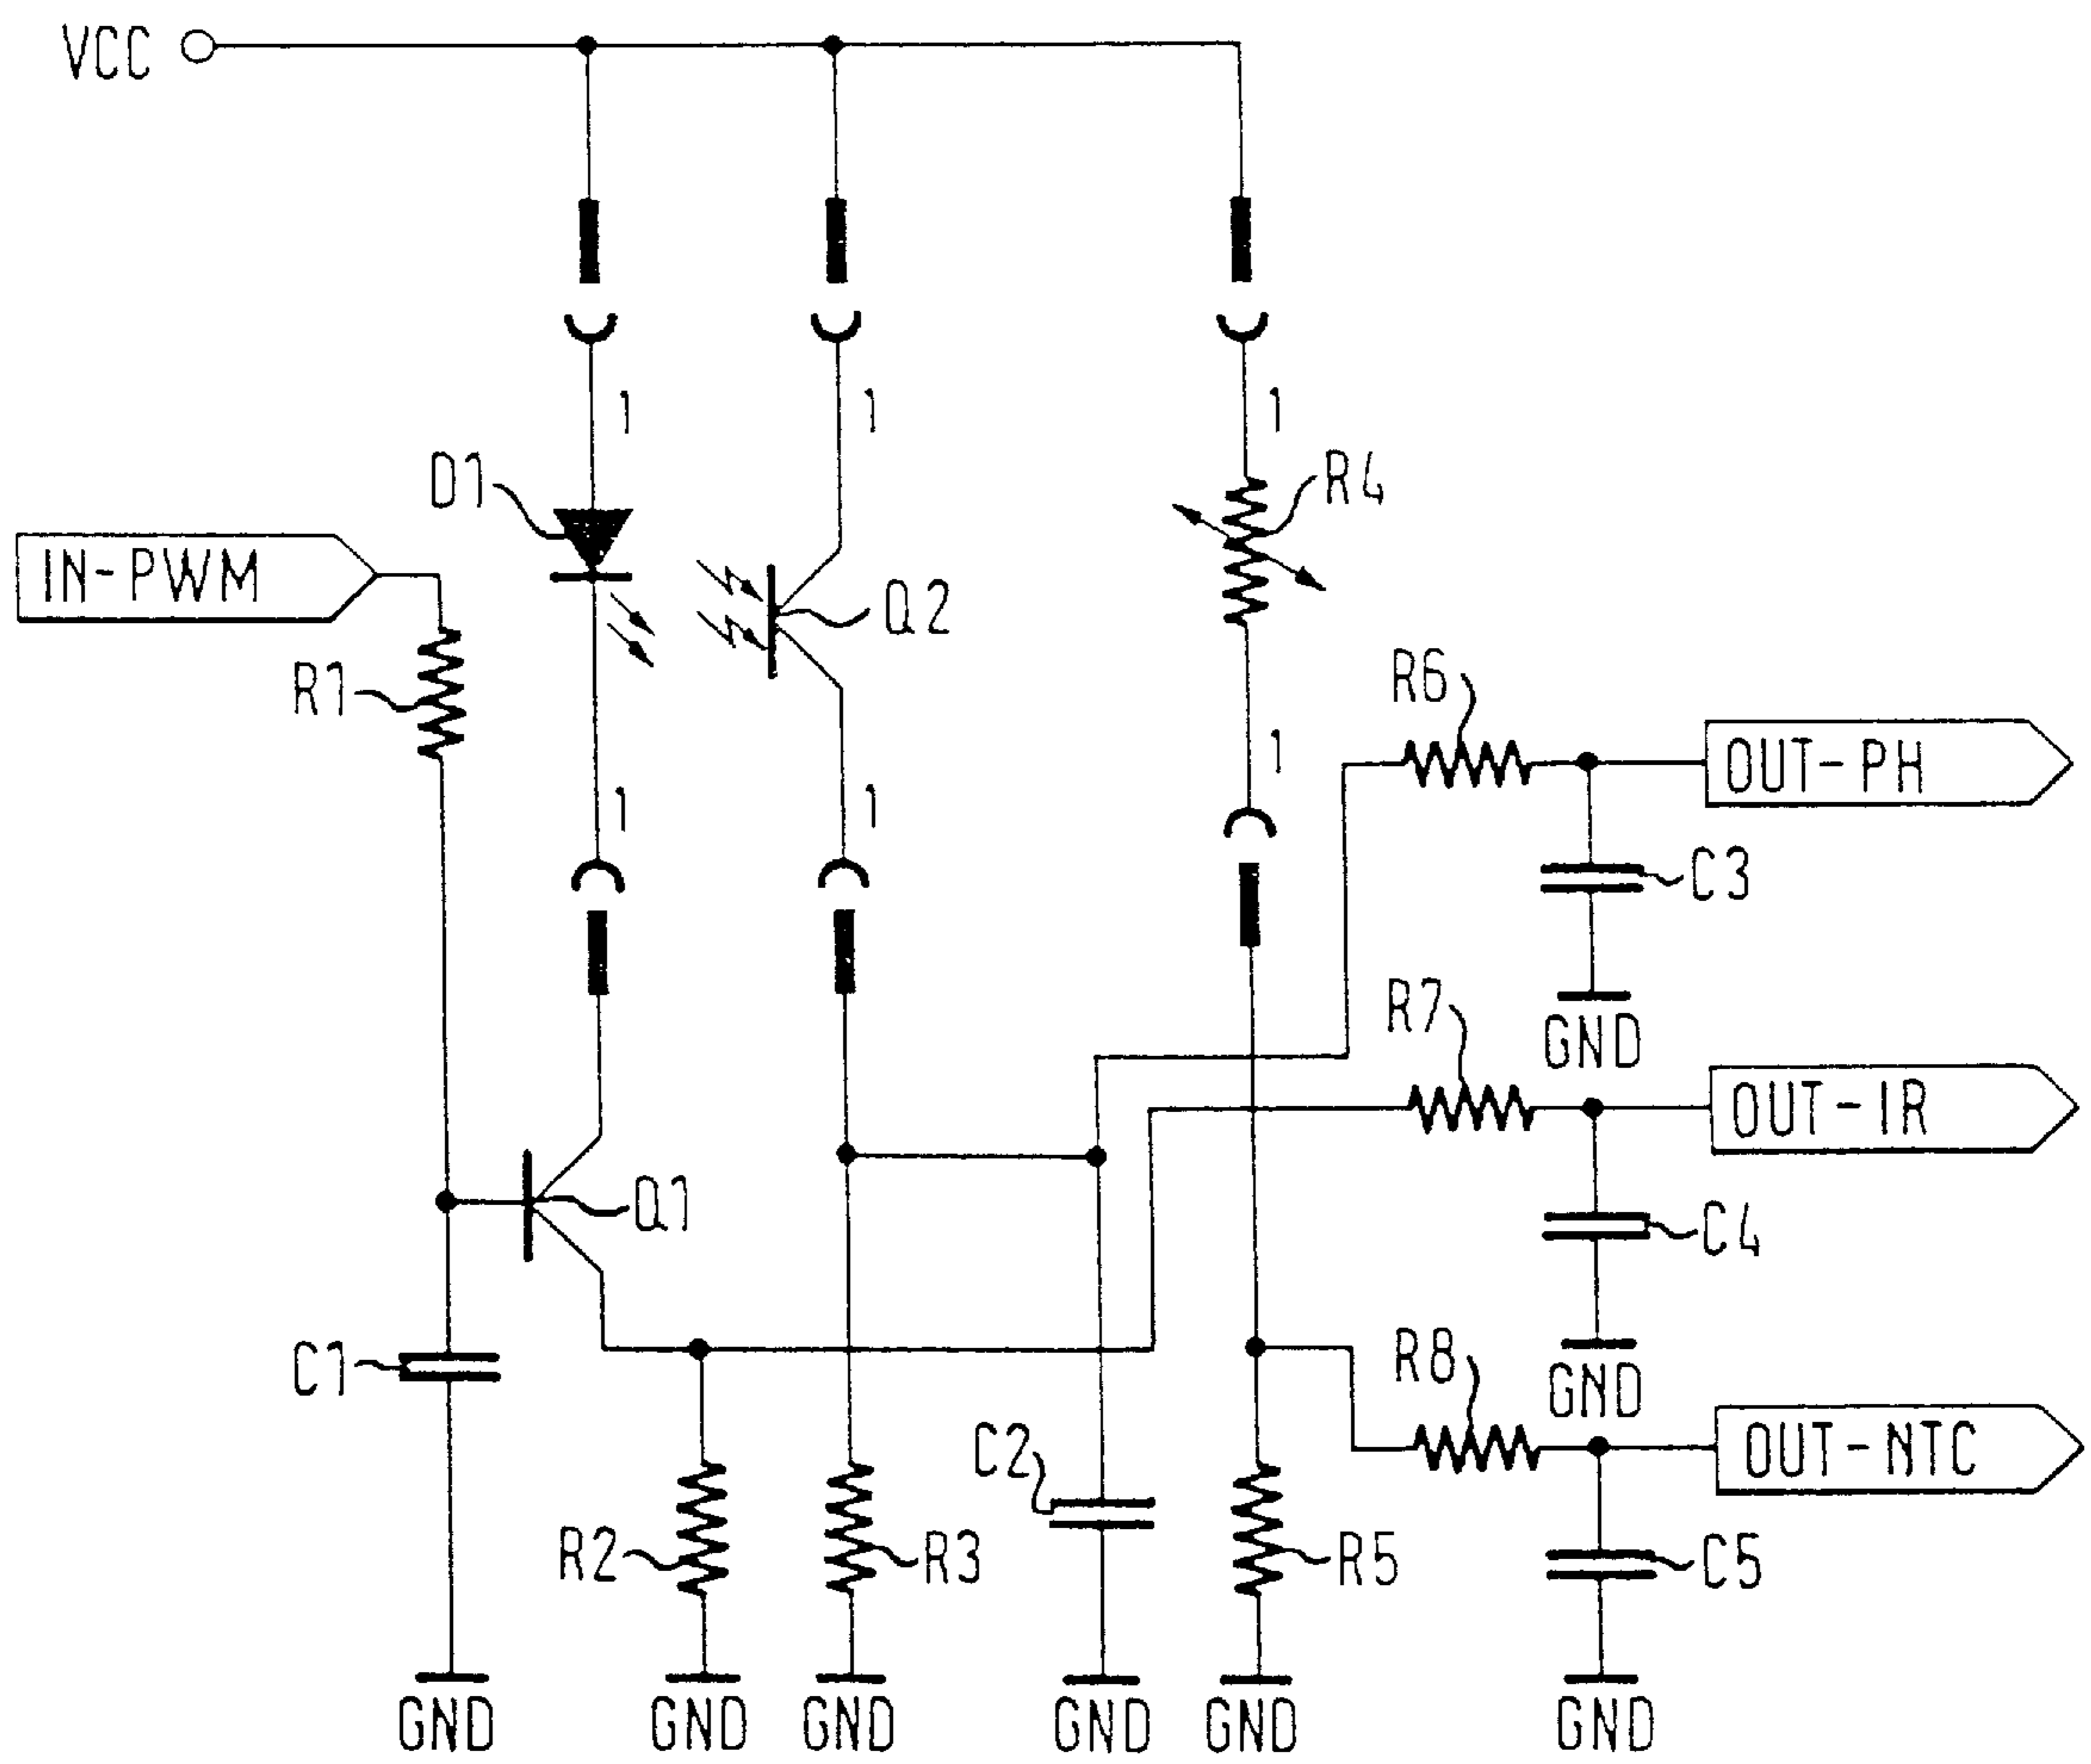 VCC
1
1
1
D1
R4
IN-PWM
Q2
R1
R6
1
OUT-PH
1
1
C3
R7
GND
OUT-IR
Q1
C4
C1
R8
GND
C2
OUT-NTC
R2
R3
R5
C5
GND
GND
GND
GND
GND
GND